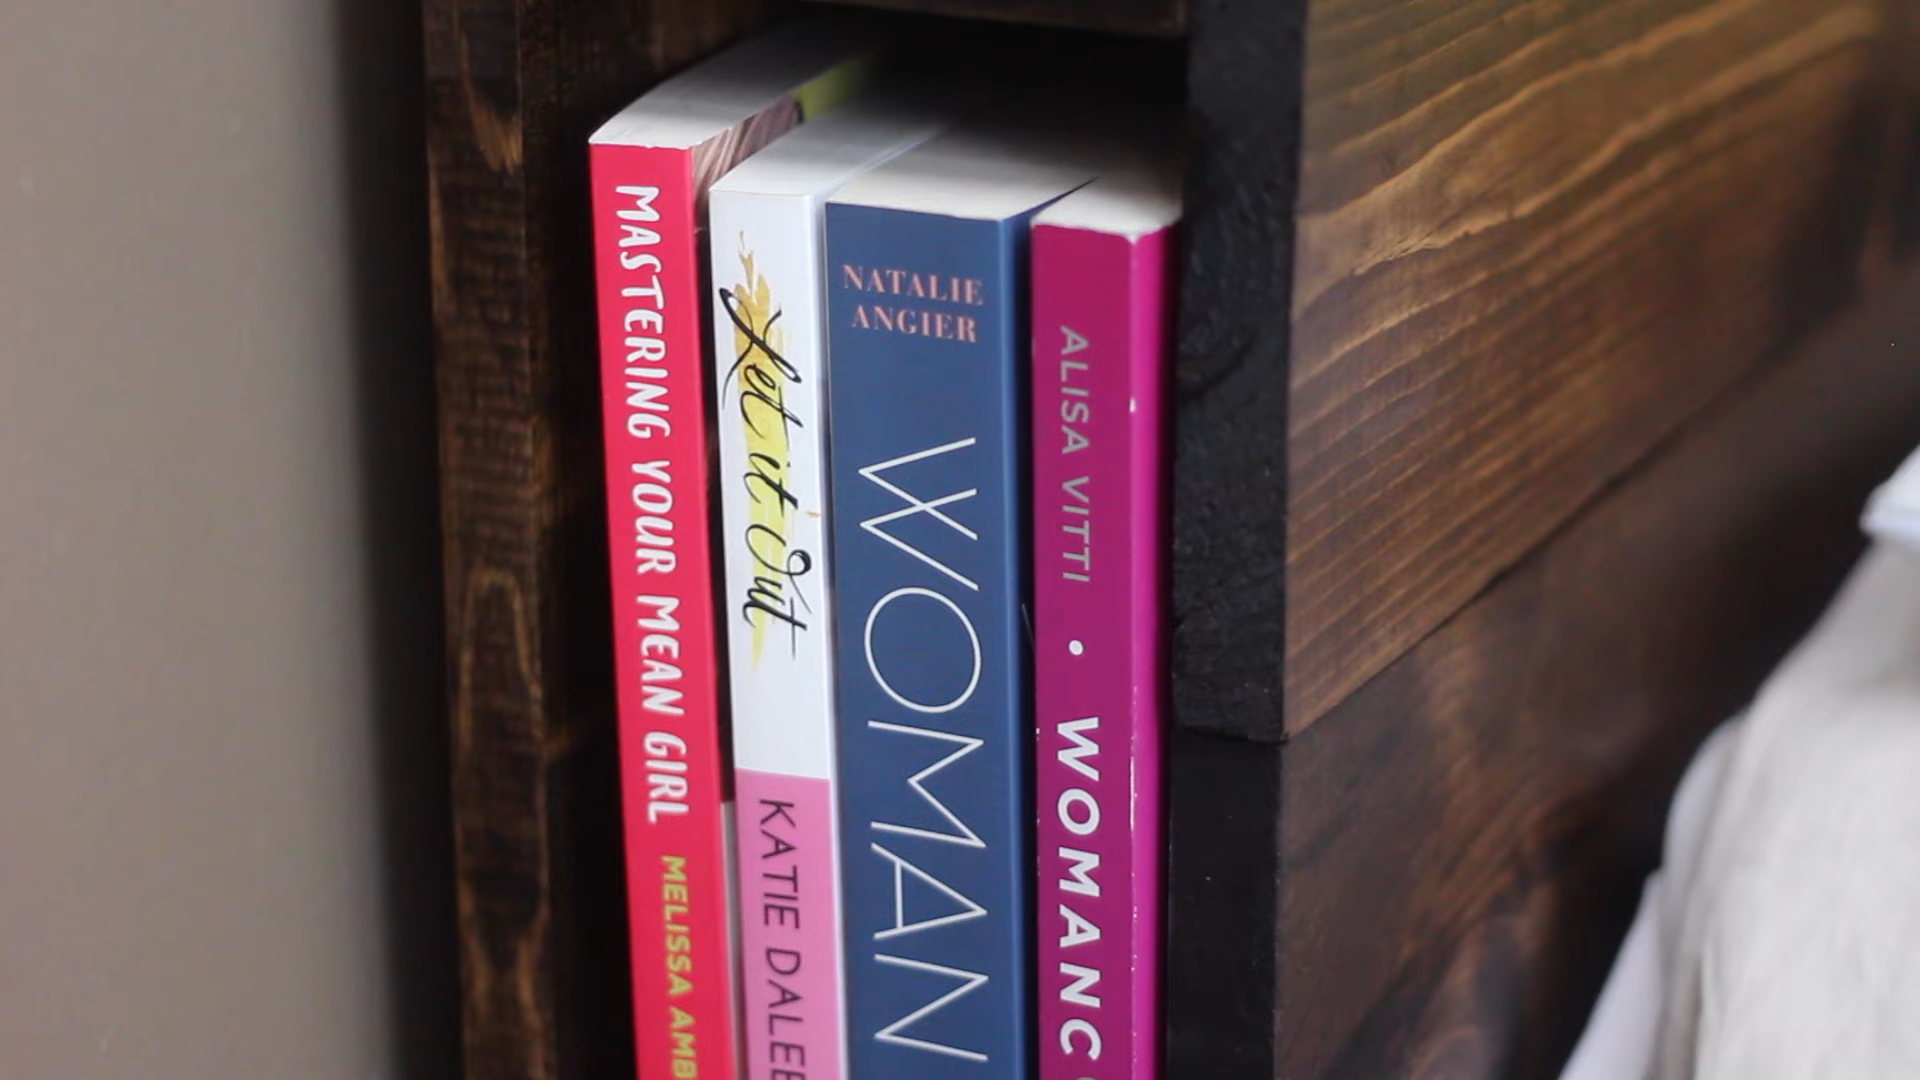 MASTERING YOUR MEAN GIRL MELISSA AMB
Let it Out
KATIE DALEB
NATALIE
ANGIER
WOMAN
ALISA VITTI • WOMANC